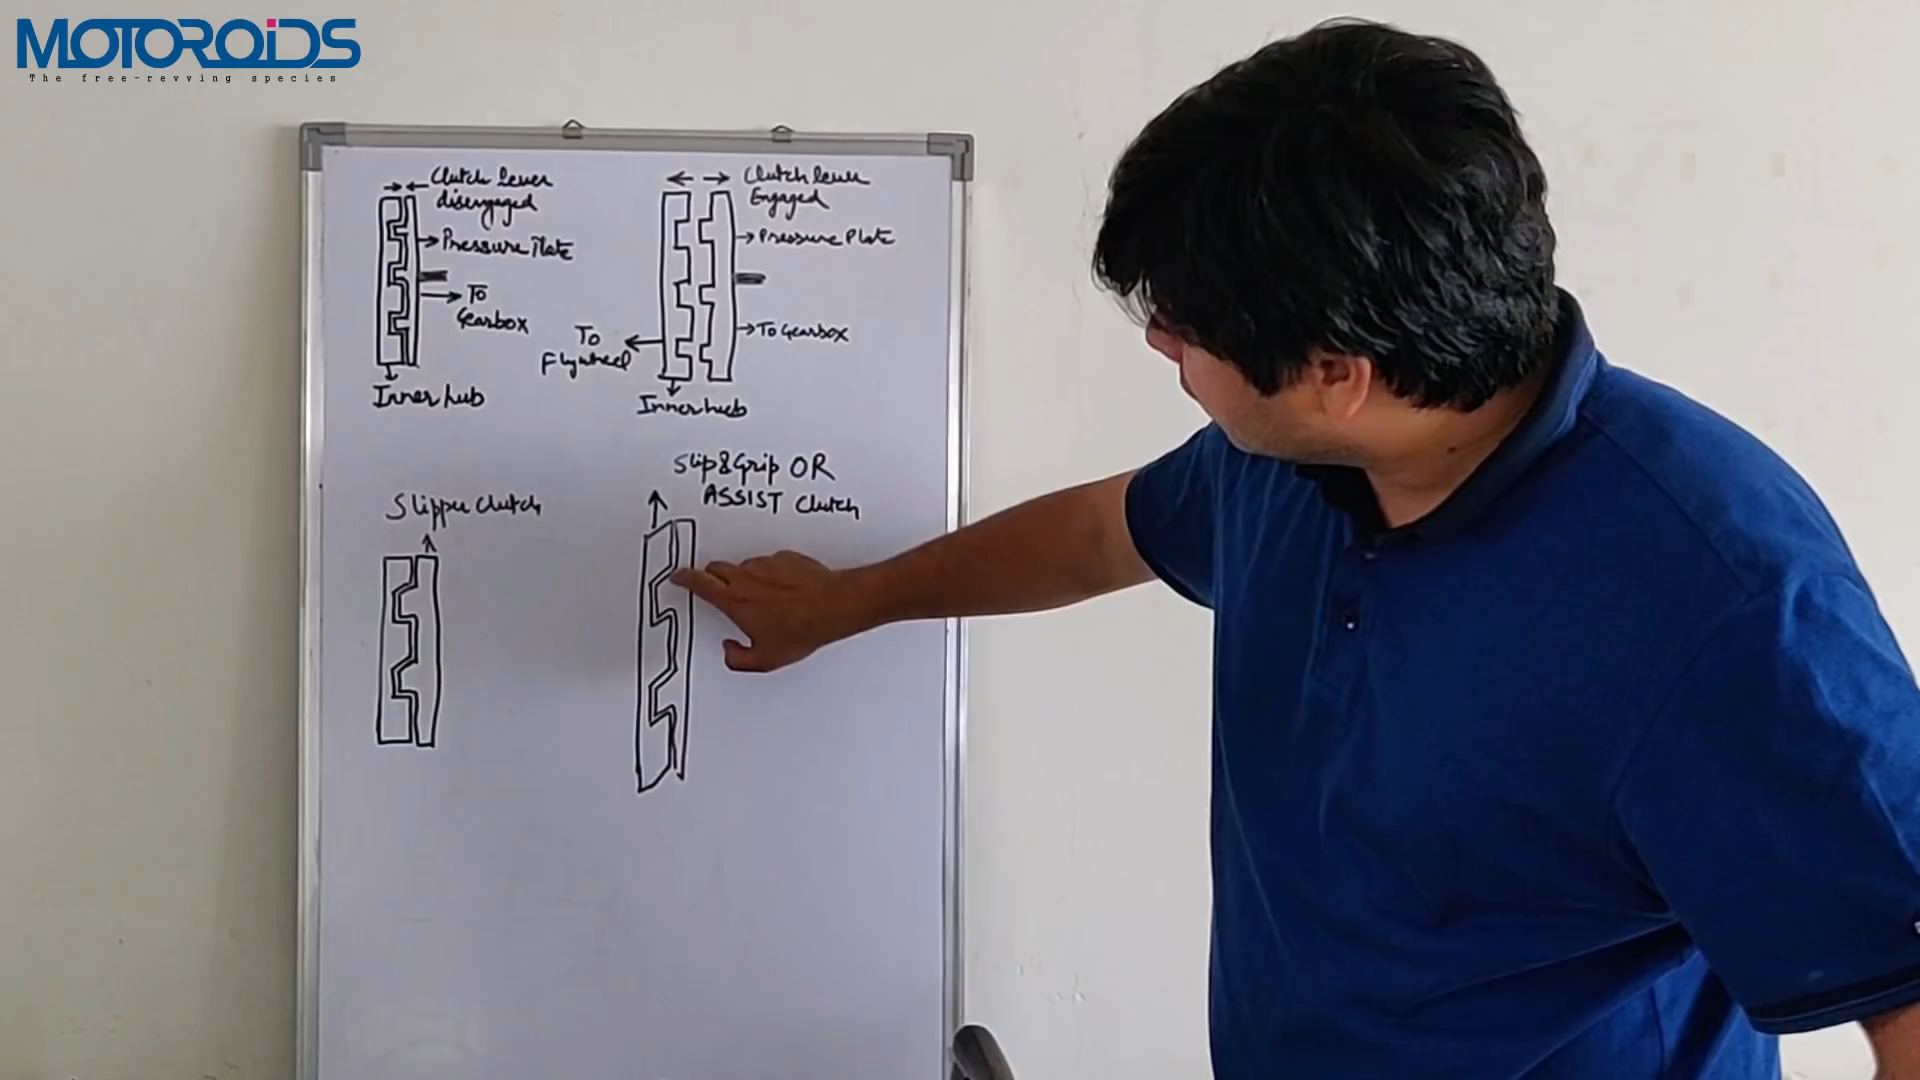 MOTOROiDS
The free-revving species
Clutch lever
disengaged
Pressure Plate
To
Gearbox
Inner hub
Clutch lever
Engaged
Pressure Plate
To Gearbox
To
Flywheel
Inner hub
Slipper clutch
Slip&Grip OR
ASSIST Clutch